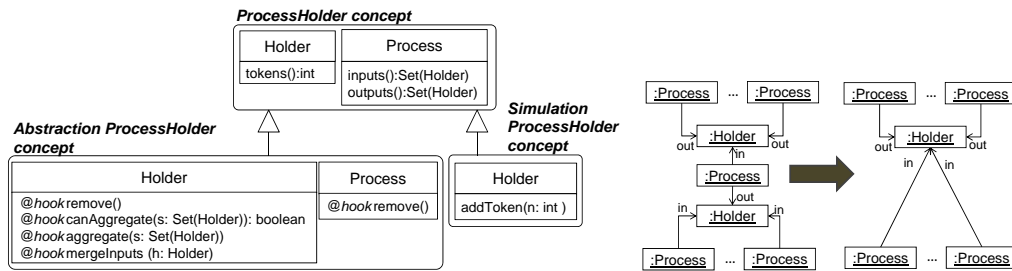 ProcessHolder concept
Holder
tokens():int
Process
inputs():Set(Holder)
outputs():Set(Holder)
Abstraction ProcessHolder
concept
Simulation
ProcessHolder
concept
Holder
@hook remove()
@hook canAggregate(s: Set(Holder)): boolean
@hook aggregate(s: Set(Holder))
@hook mergeInputs (h: Holder)
Process
@hook remove()
Holder
addToken(n: int )
:Process ... :Process
out :Holder out
in
:Process
out
in :Holder in
:Process ... :Process
:Process ... :Process
out :Holder out
in in
:Process ... :Process